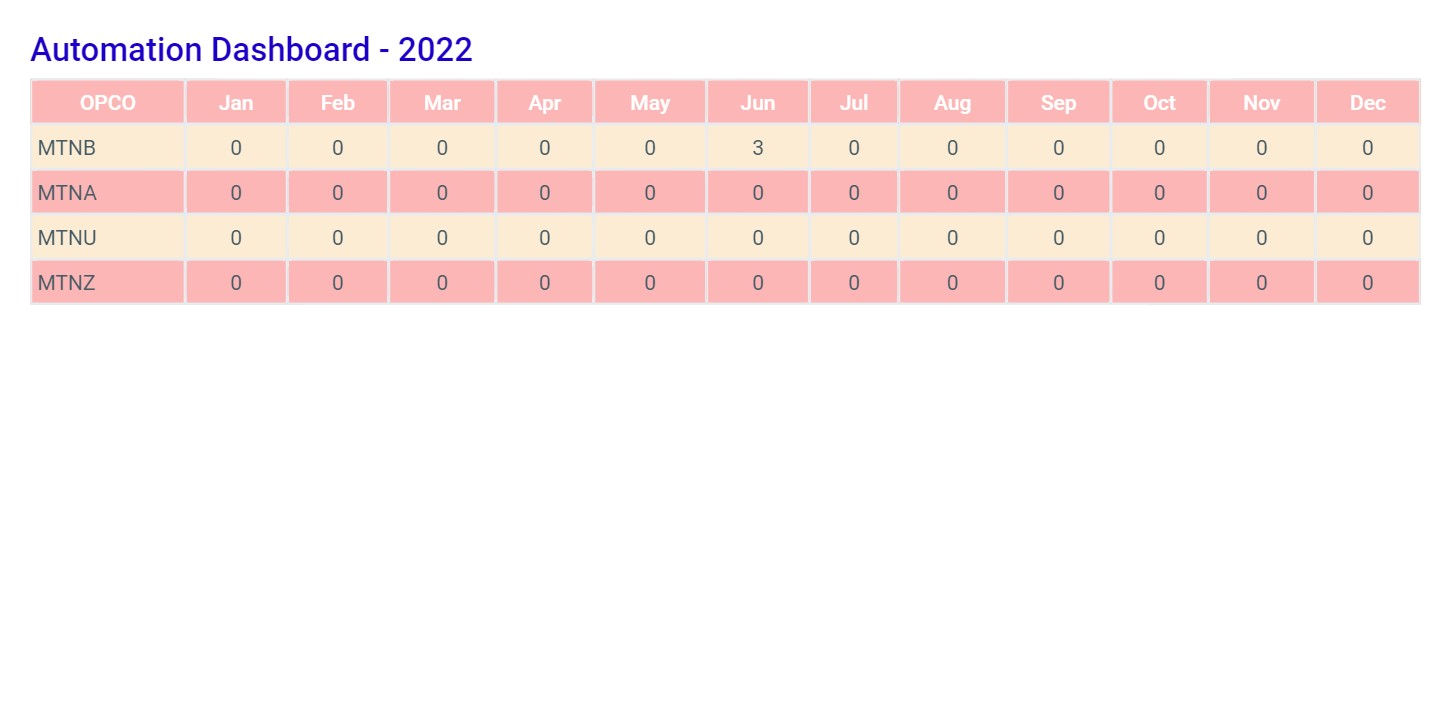 Automation Dashboard - 2022
OPCO Jan Feb Mar Apr May Jun Jul Aug Sep Oct Nov Dec
MTNB 0 0 0 0 0 3 0 0 0 0 0 0
MTNA 0 0 0 0 0 0 0 0 0 0 0 0
MTNU 0 0 0 0 0 0 0 0 0 0 0 0
MTNZ 0 0 0 0 0 0 0 0 0 0 0 0